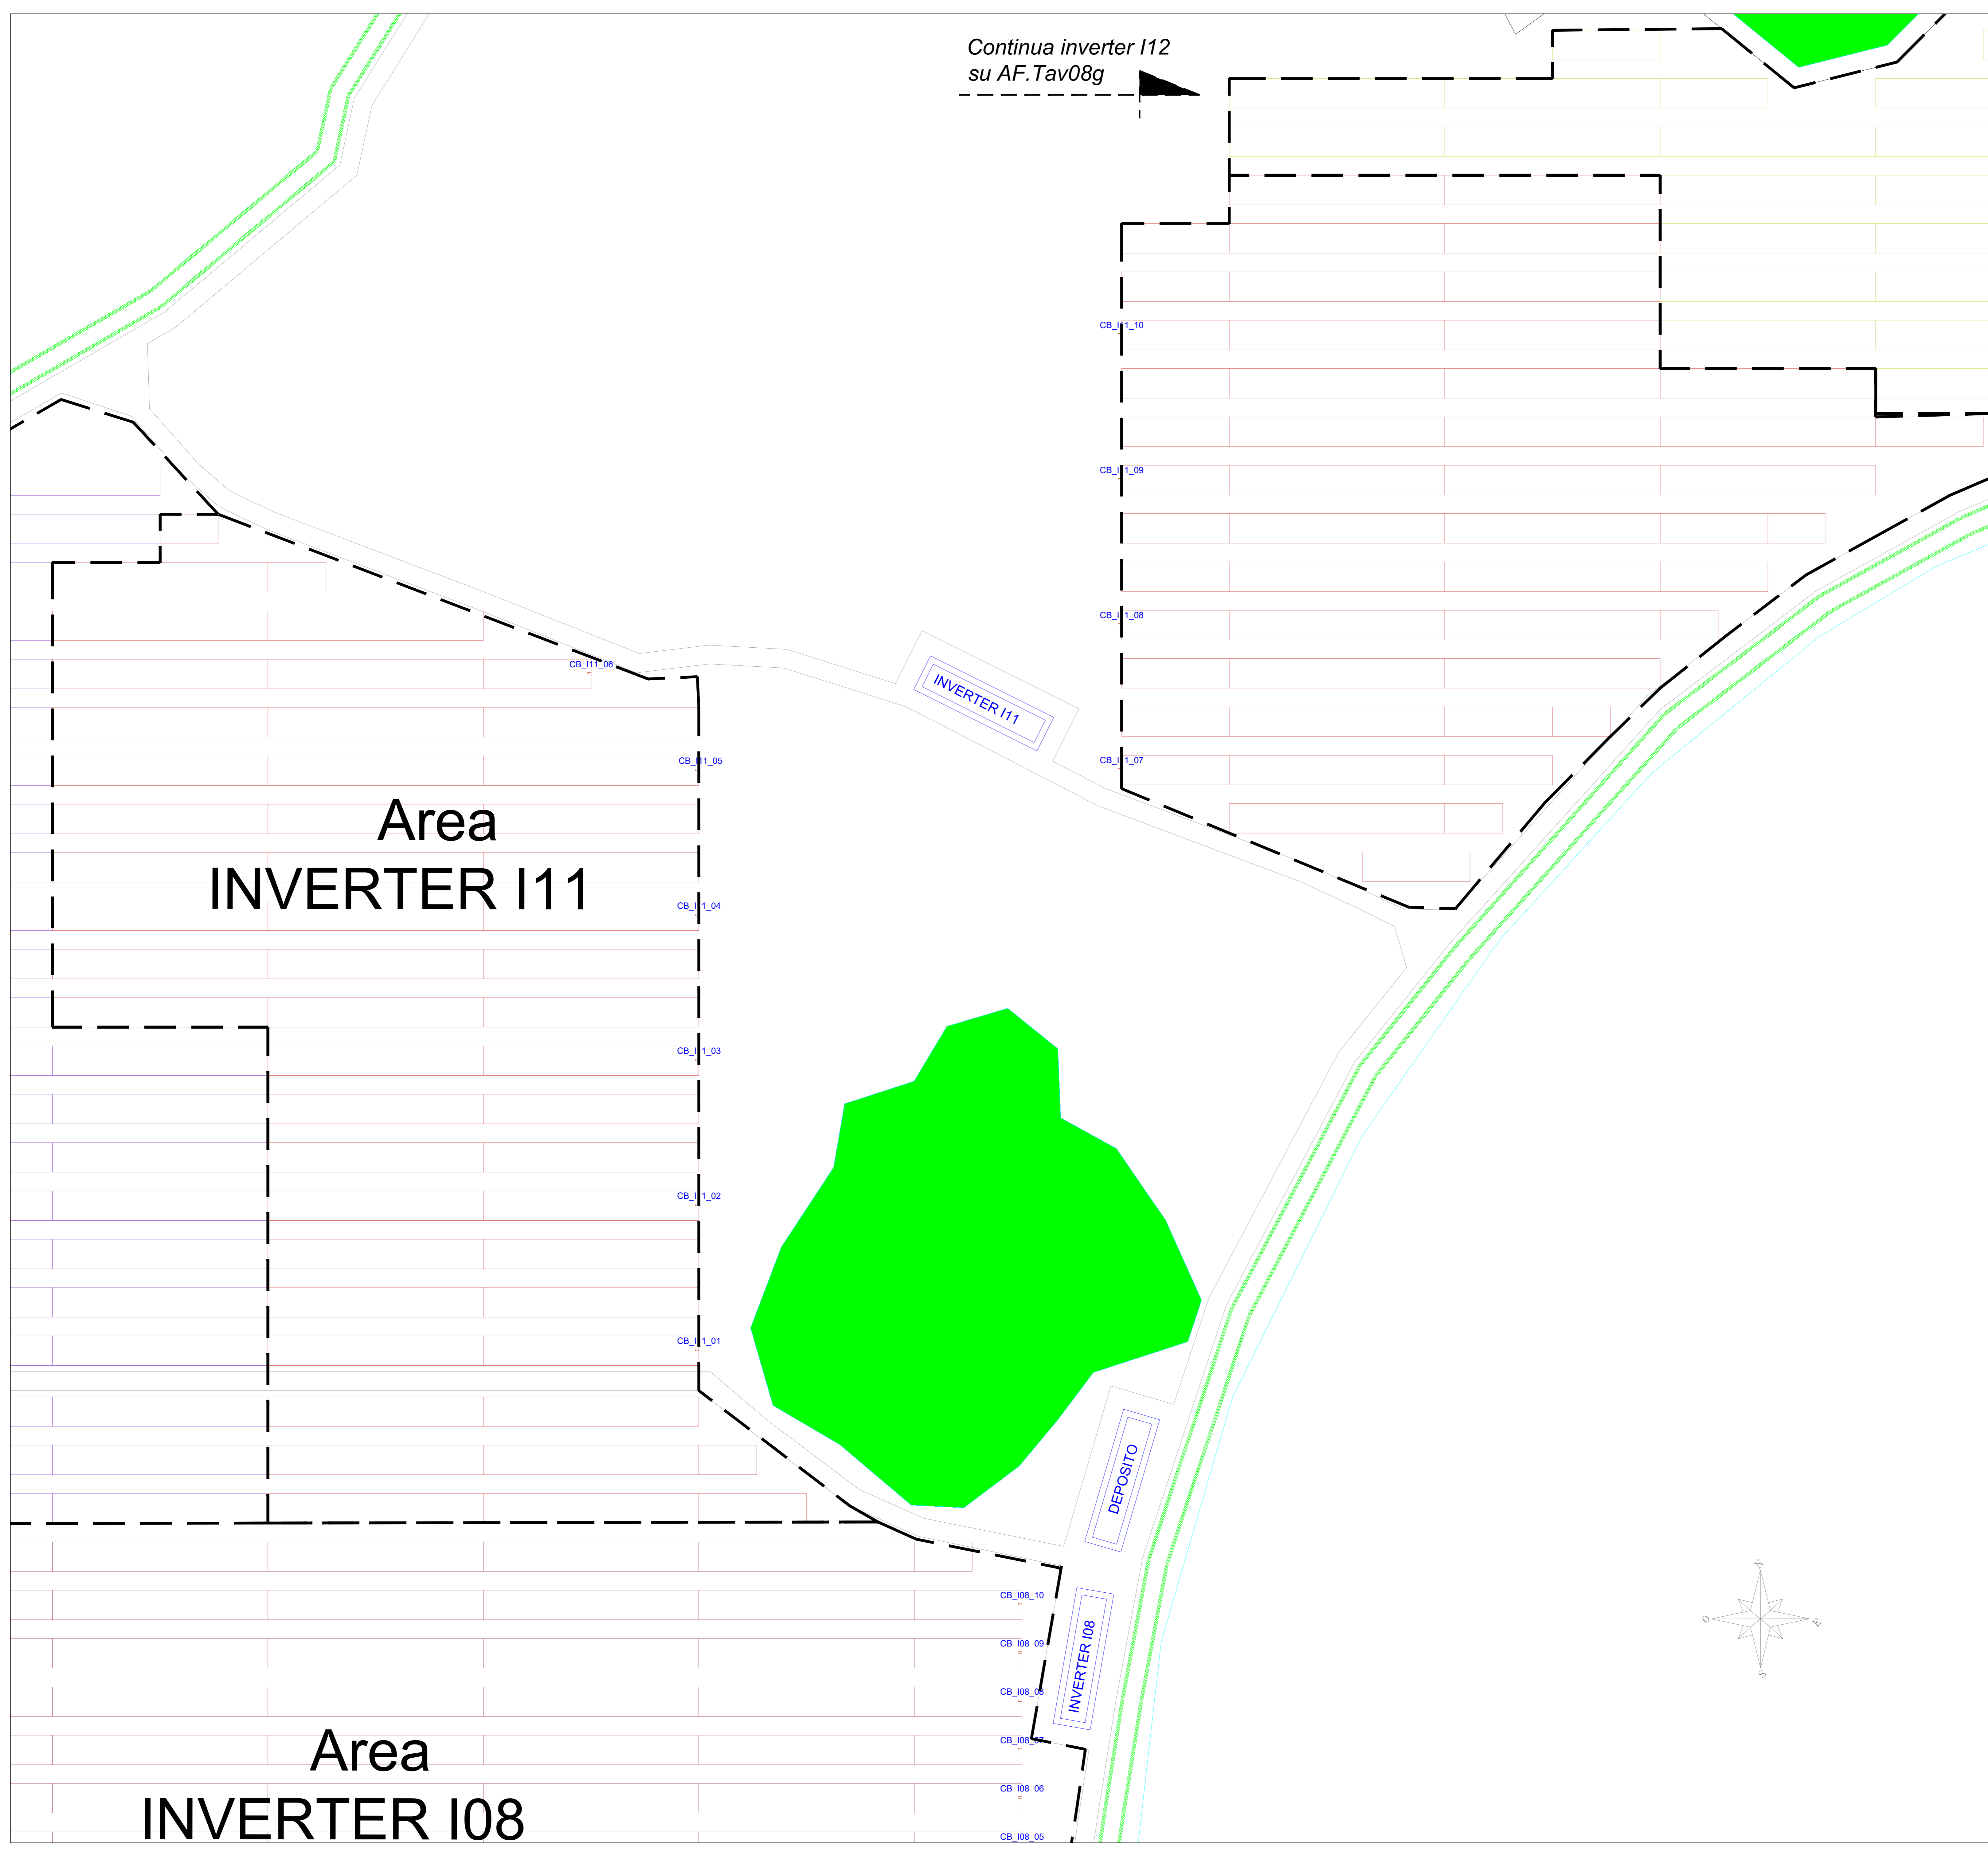 Continua inverter I12
su AF.Tav08g
CB_I11_10
CB_I11_09
CB_I11_08
CB_I11_06
INVERTER I11
CB_I11_05
CB_I11_07
Area
INVERTER I11
CB_I11_04
CB_I11_03
CB_I11_02
CB_I11_01
DEPOSITO
N
O
E
S
CB_I08_10
CB_I08_09
INVERTER I08
CB_I08_08
CB_I08_07
Area
INVERTER I08
CB_I08_06
CB_I08_05